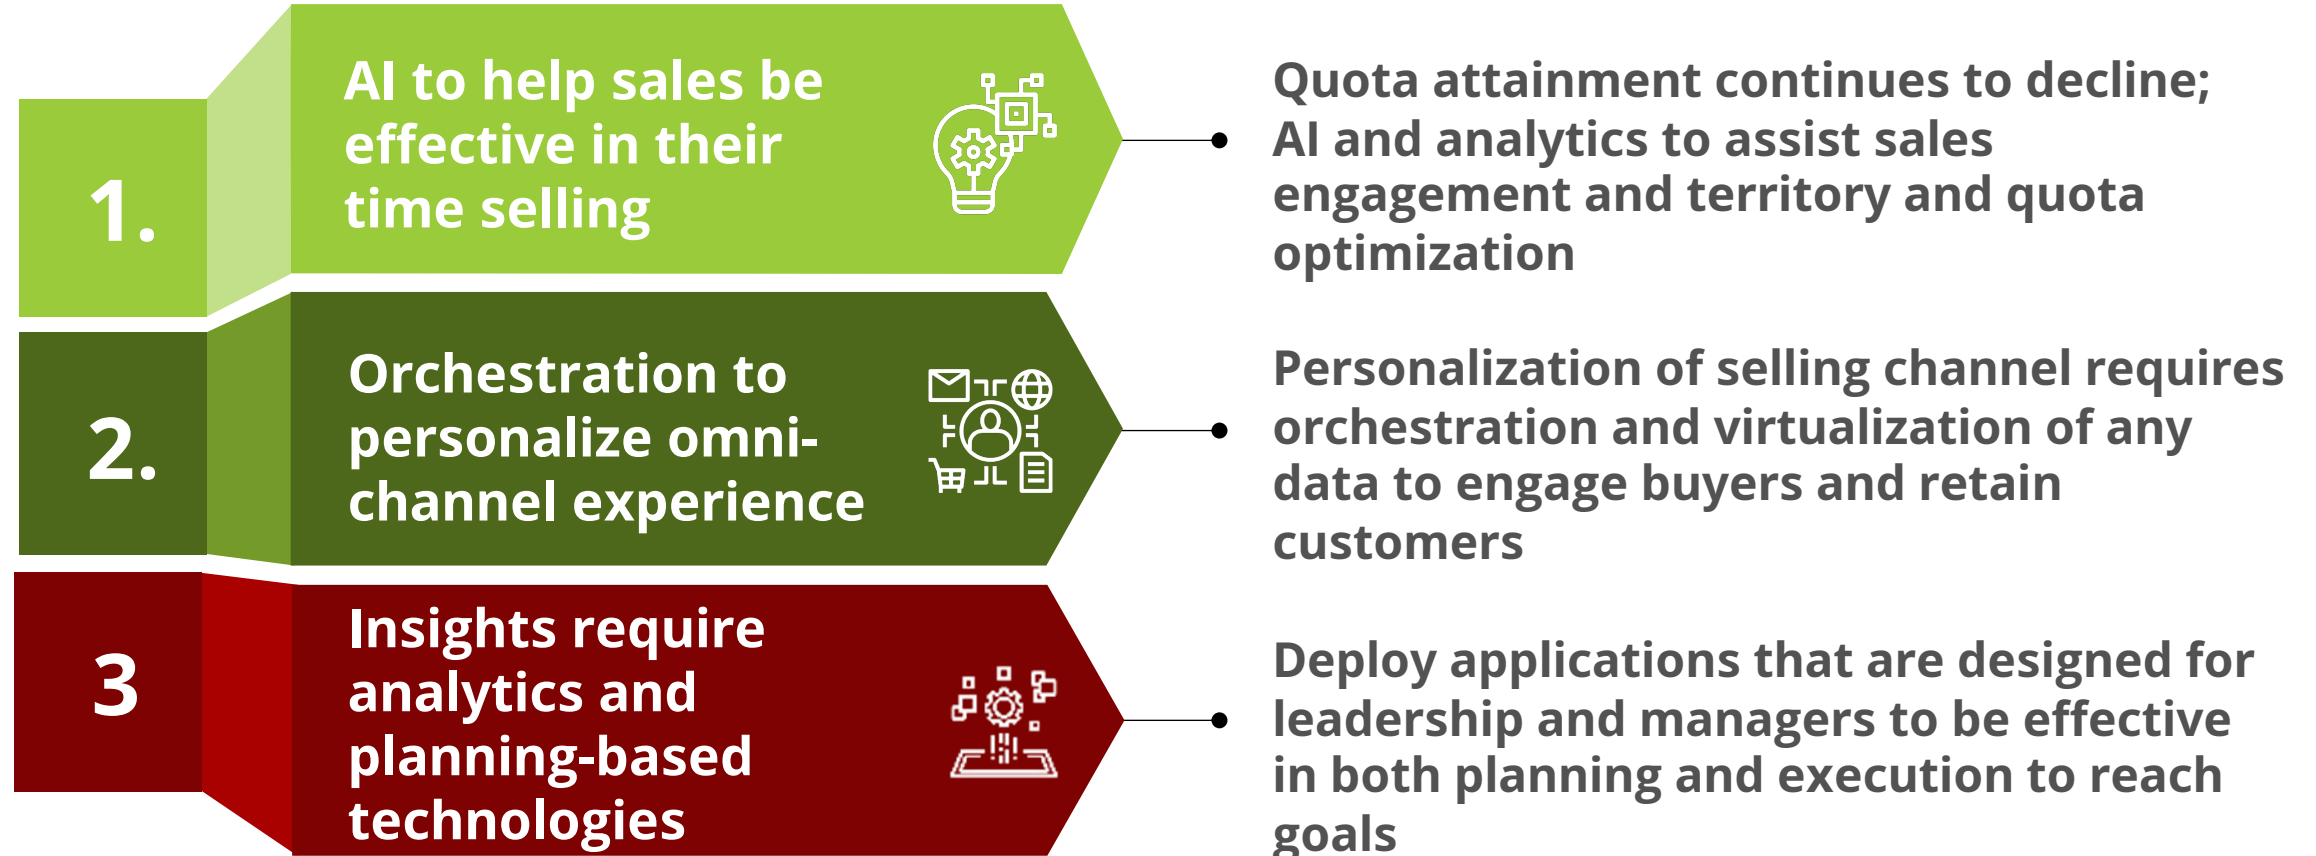 1.
AI to help sales be
effective in their
time selling
Quota attainment continues to decline;
AI and analytics to assist sales
engagement and territory and quota
optimization
2.
Orchestration to
personalize omni-
channel experience
Personalization of selling channel requires
orchestration and virtualization of any
data to engage buyers and retain
customers
3
Insights require
analytics and
planning-based
technologies
Deploy applications that are designed for
leadership and managers to be effective
in both planning and execution to reach
goals